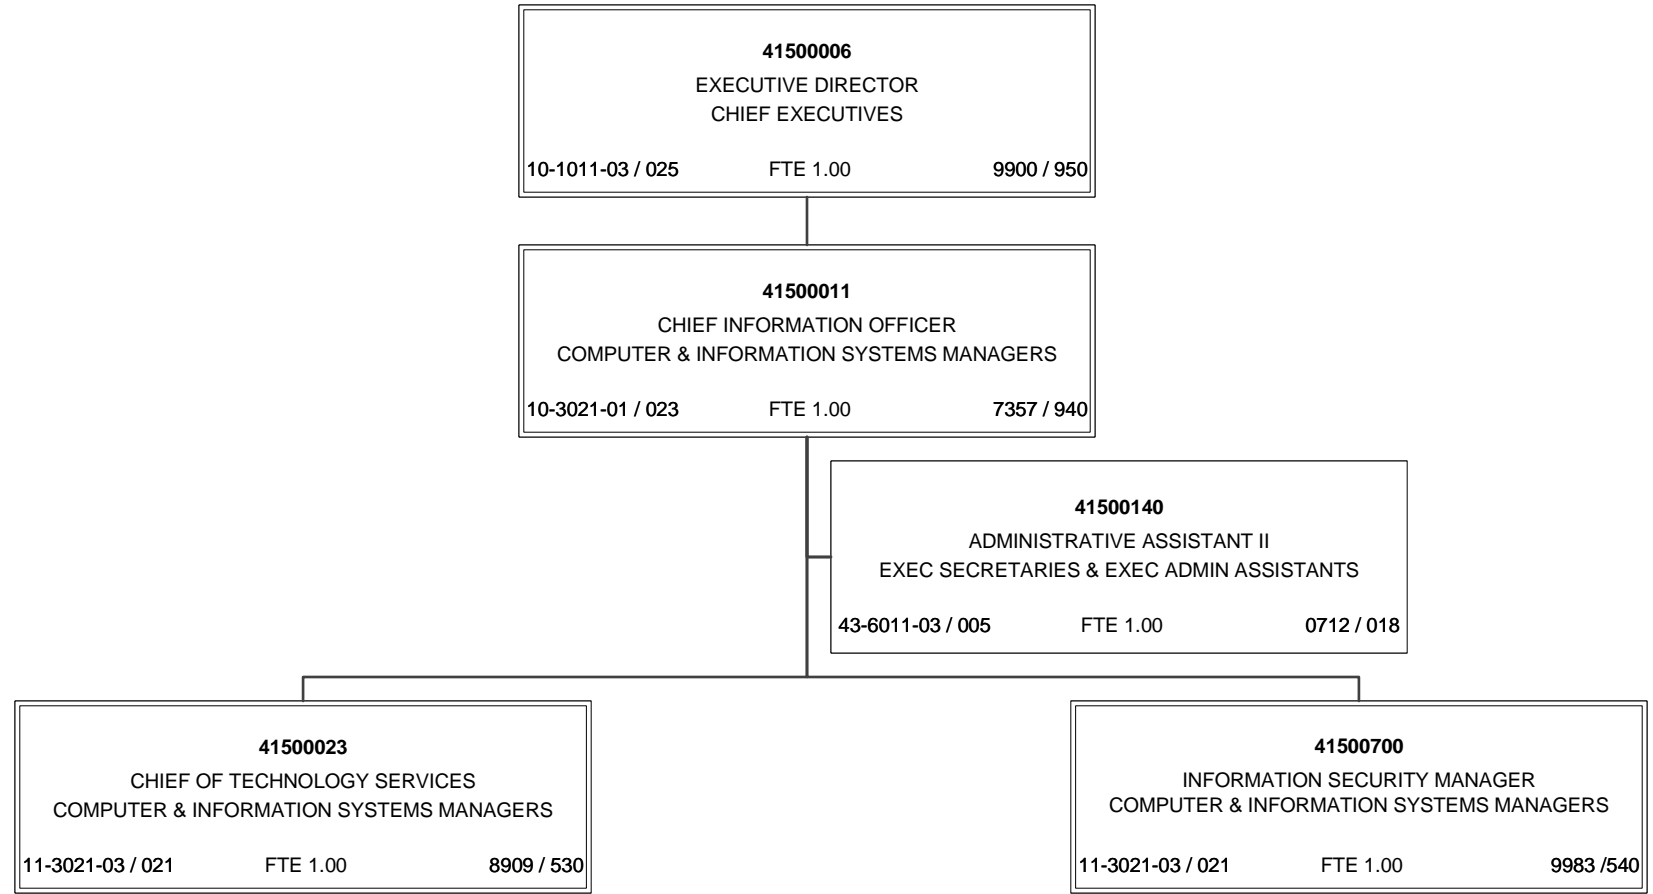 41500006
EXECUTIVE DIRECTOR
CHIEF EXECUTIVES
10-1011-03 / 025 FTE 1.00 9900 / 950
41500011
CHIEF INFORMATION OFFICER
COMPUTER & INFORMATION SYSTEMS MANAGERS
10-3021-01 / 023 FTE 1.00 7357 / 940
41500140
ADMINISTRATIVE ASSISTANT II
EXEC SECRETARIES & EXEC ADMIN ASSISTANTS
43-6011-03 / 005 FTE 1.00 0712 / 018
41500023
CHIEF OF TECHNOLOGY SERVICES
COMPUTER & INFORMATION SYSTEMS MANAGERS
11-3021-03 / 021 FTE 1.00 8909 / 530
41500700
INFORMATION SECURITY MANAGER
COMPUTER & INFORMATION SYSTEMS MANAGERS
11-3021-03 / 021 FTE 1.00 9983 /540